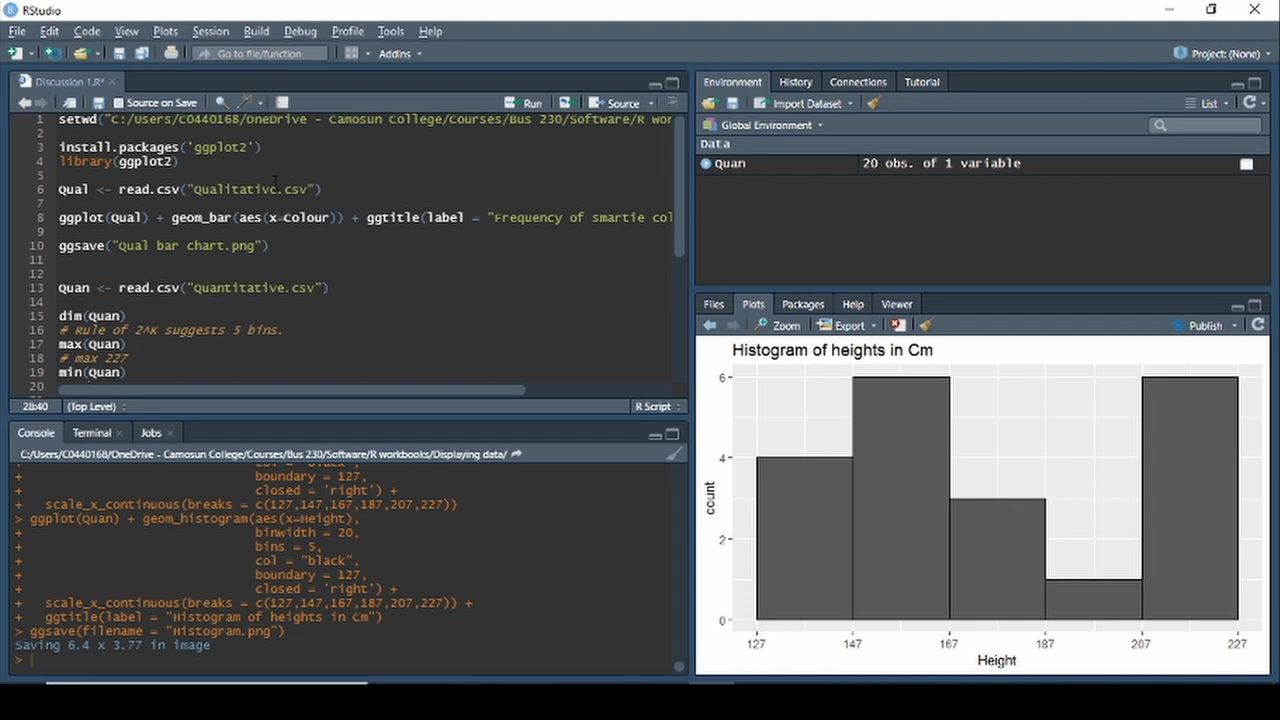 RStudio
File Edit Code View Plots Session Build Debug Profile Tools Help
Go to file/function Addins Project: (None)
Discussion 1.R*
Source on Save Run Source
1 setwd("C:/Users/C0440168/OneDrive - Camosun College/Courses/Bus 230/Software/R wor
2
3 install.packages('ggplot2')
4 library(ggplot2)
5
6 Qual <- read.csv("Qualitative.csv")
7
8 ggplot(Qual) + geom_bar(aes(x=Colour)) + ggtitle(label = "Frequency of smartie col
9
10 ggsave("Qual bar chart.png")
11
12
13 Quan <- read.csv("Quantitative.csv")
14
15 dim(Quan)
16 # Rule of 2^K suggests 5 bins.
17 max(Quan)
18 # max 227
19 min(Quan)
20
28:40 (Top Level) R Script
Console Terminal Jobs
C:/Users/C0440168/OneDrive - Camosun College/Courses/Bus 230/Software/R workbooks/Displaying data/
+ col = "black",
+ boundary = 127,
+ closed = 'right') +
+ scale_x_continuous(breaks = c(127,147,167,187,207,227))
> ggplot(Quan) + geom_histogram(aes(x=Height),
+ binwidth = 20,
+ bins = 5,
+ col = "black",
+ boundary = 127,
+ closed = 'right') +
+ scale_x_continuous(breaks = c(127,147,167,187,207,227)) +
+ ggtitle(label = "Histogram of heights in Cm")
> ggsave(filename = "Histogram.png")
Saving 6.4 x 3.77 in image
>
Environment History Connections Tutorial
Import Dataset List
Global Environment
Data
Quan 20 obs. of 1 variable
Files Plots Packages Help Viewer
Zoom Export Publish
Histogram of heights in Cm
6
4
2
0
count
127 147 167 187 207 227
Height